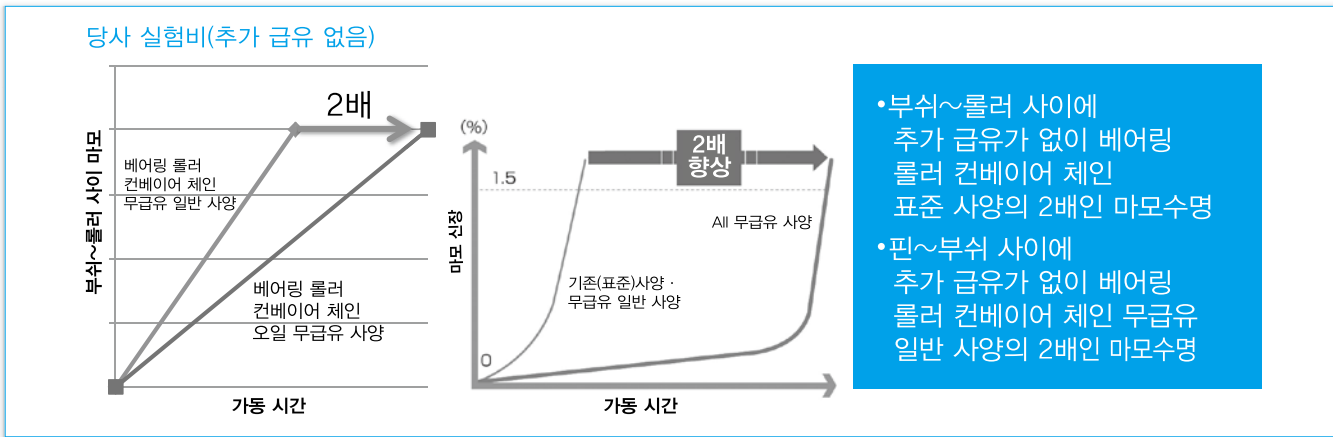 당사 실험비(추가 급유 없음)
부쉬~롤러 사이 마모
2배
베어링 롤러
컨베이어 체인
무급유 일반 사양
베어링 롤러
컨베이어 체인
오일 무급유 사양
가동 시간
(%)
마모 신장
1.5
0
2배
향상
All 무급유 사양
기존(표준)사양 ·
무급유 일반 사양
가동 시간
•부쉬~롤러 사이에
추가 급유가 없이 베어링
롤러 컨베이어 체인
표준 사양의 2배인 마모수명
•핀~부쉬 사이에
추가 급유가 없이 베어링
롤러 컨베이어 체인 무급유
일반 사양의 2배인 마모수명